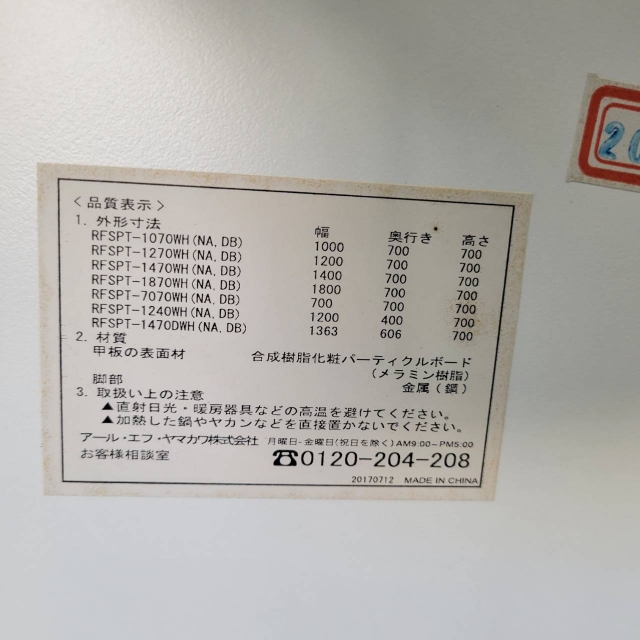 20
〈品質表示〉
1. 外形寸法 幅 奥行き 高さ
RFSPT-1070WH(NA, DB) 1000 700 700
RFSPT-1270WH(NA, DB) 1200 700 700
RFSPT-1470WH(NA, DB) 1400 700 700
RFSPT-1870WH(NA, DB) 1800 700 700
RFSPT-7070WH(NA, DB) 700 700 700
RFSPT-1240WH(NA, DB) 1200 400 700
RFSPT-1470DWH(NA, DB) 1363 606 700
2. 材質
甲板の表面材 合成樹脂化粧パーティクルボード
(メラミン樹脂)
脚部 金属(鋼)
3. 取扱い上の注意
▲直射日光・暖房器具などの高温を避けてください。
▲加熱した鍋やヤカンなどを直接置かないでください。
アール・エフ・ヤマカワ株式会社 月曜日-金曜日(祝日を除く)AM9:00-PM5:00
お客様相談室 ☎0120-204-208
20170712 MADE IN CHINA